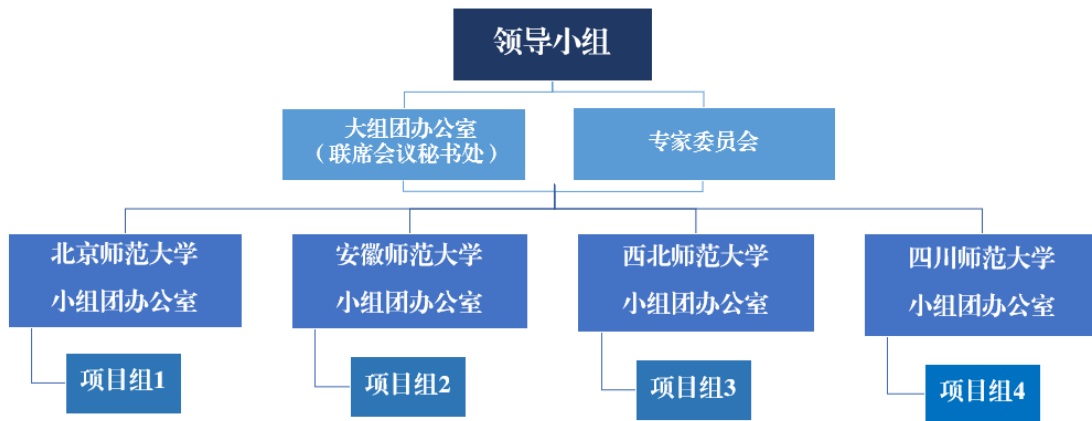 领导小组
大组团办公室
（联席会议秘书处）
专家委员会
北京师范大学
小组团办公室
安徽师范大学
小组团办公室
西北师范大学
小组团办公室
四川师范大学
小组团办公室
项目组1
项目组2
项目组3
项目组4